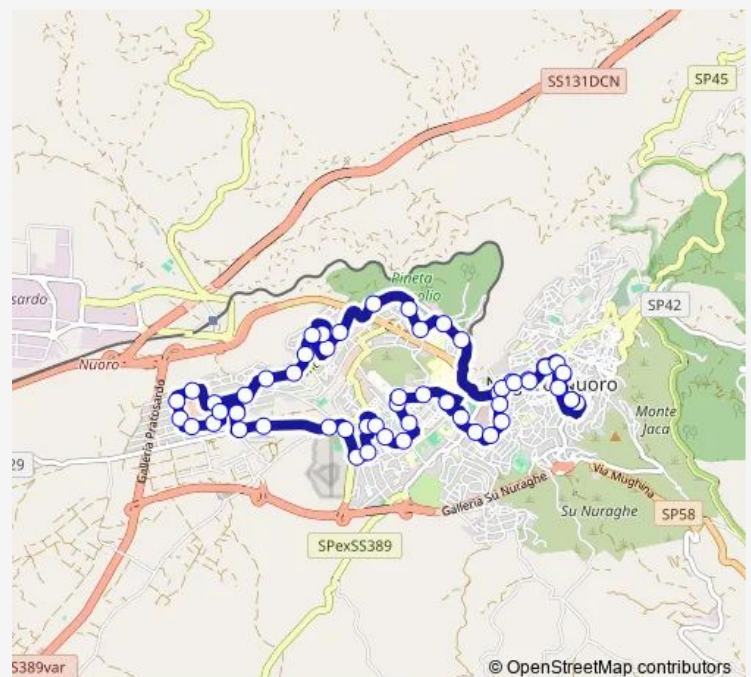 SS131DCN
SP45
Pineta
olio
osardo
SP42
Nuoro
Nuoro
Monte
Jaca
Galleria Pratosardo
29
Galleria Su Nuraghe
Via Mughina
Su Nuraghe
SP58
SPexSS389
S389var
© OpenStreetMap contributors